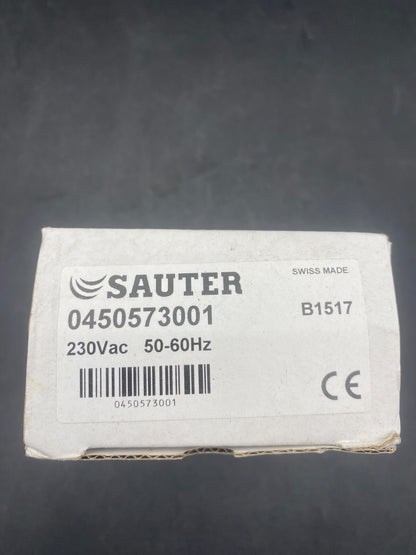 SWISS MADE
SAUTER
0450573001 B1517
230Vac 50-60Hz
CE
0450573001